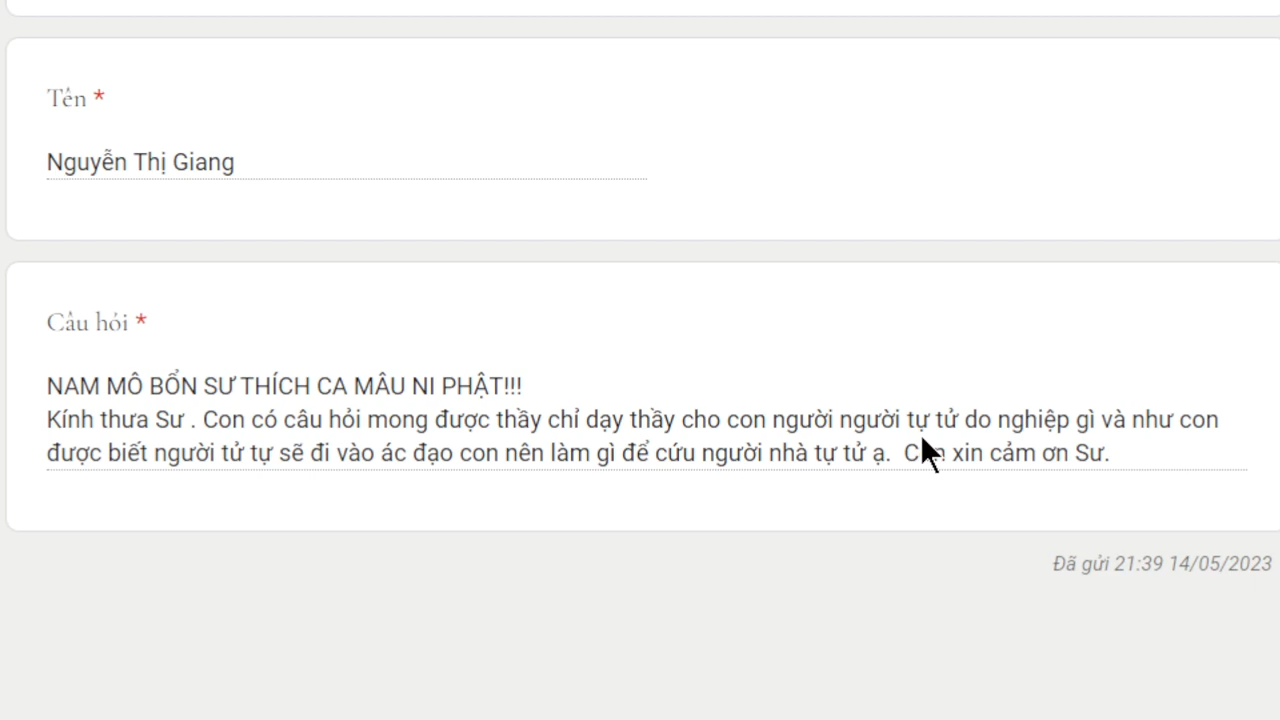 Tên *
Nguyễn Thị Giang
Câu hỏi *
NAM MÔ BỔN SƯ THÍCH CA MÂU NI PHẬT!!!
Kính thưa Sư . Con có câu hỏi mong được thầy chỉ dạy thầy cho con người người tự tử do nghiệp gì và như con
được biết người tử tự sẽ đi vào ác đạo con nên làm gì để cứu người nhà tự tử ạ. Con xin cảm ơn Sư.
Đã gửi 21:39 14/05/2023